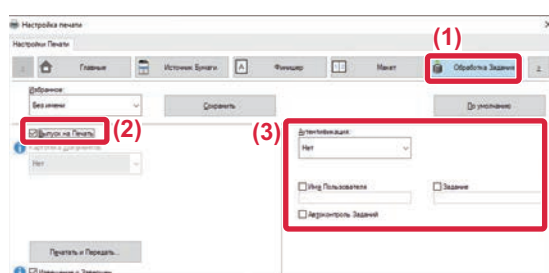 Настройка печати
Настройки Печати
(1)
Главные Источник Бумаги Финишер Макет Обработка Задания
Избранное:
Без имени Сохранить По умолчанию
Выпуск на Печать (2)
(3)
Аутентификация:
Нет
Нет
Имя Пользователя Задание
Автоконтроль Заданий
Печатать и Передать...